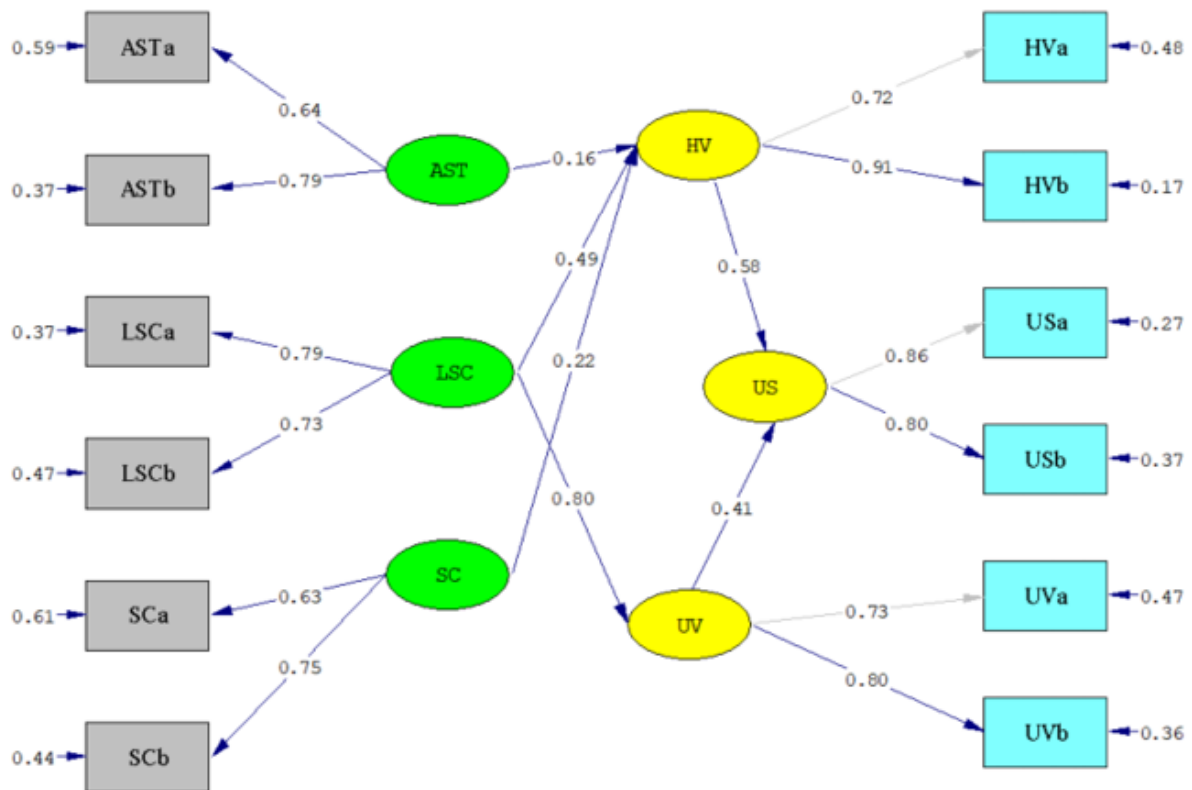 0.59 ASTa
0.64
0.37 ASTb
0.79
AST
0.16
HV
0.72
HVa 0.48
0.91
HVb 0.17
0.49
0.58
0.37 LSCa
0.79
LSC
0.22
0.73
0.47 LSCb
US
0.86
USa 0.27
0.80
USb 0.37
0.80
0.41
SC
0.63
0.61 SCa
0.75
0.44 SCb
UV
0.73
UVa 0.47
0.80
UVb 0.36